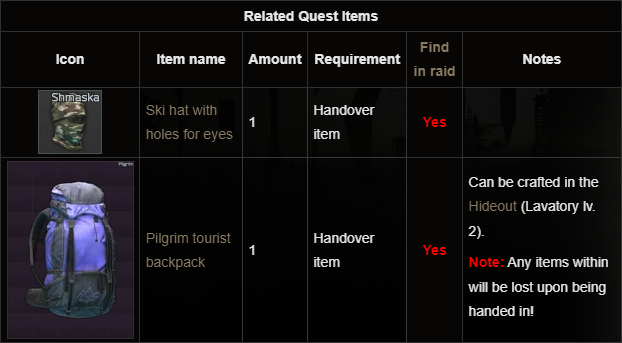 Related Quest Items
Icon Item name Amount Requirement Find in raid Notes
Shmaska
Ski hat with
holes for eyes
1
Handover
item
Yes
Pilgrim
Pilgrim tourist
backpack
1
Handover
item
Yes
Can be crafted in the
Hideout (Lavatory lv.
2).
Note: Any items within
will be lost upon being
handed in!